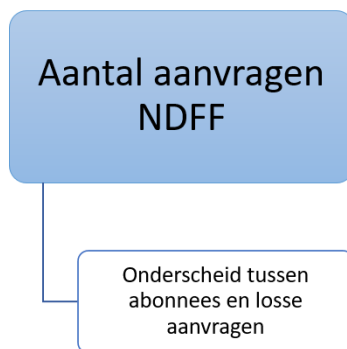 Aantal aanvragen
NDFF
Onderscheid tussen
abonnees en losse
aanvragen